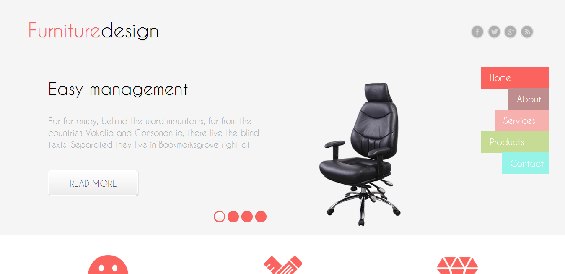 Furnituredesign
Home
Easy management
About
Far far away, behind the word mountains, far from the
Services
countries Vokalia and Consonantia, there live the blind
texts. Separated they live in Bookmarksgrove right at
Products
Contact
READ MORE